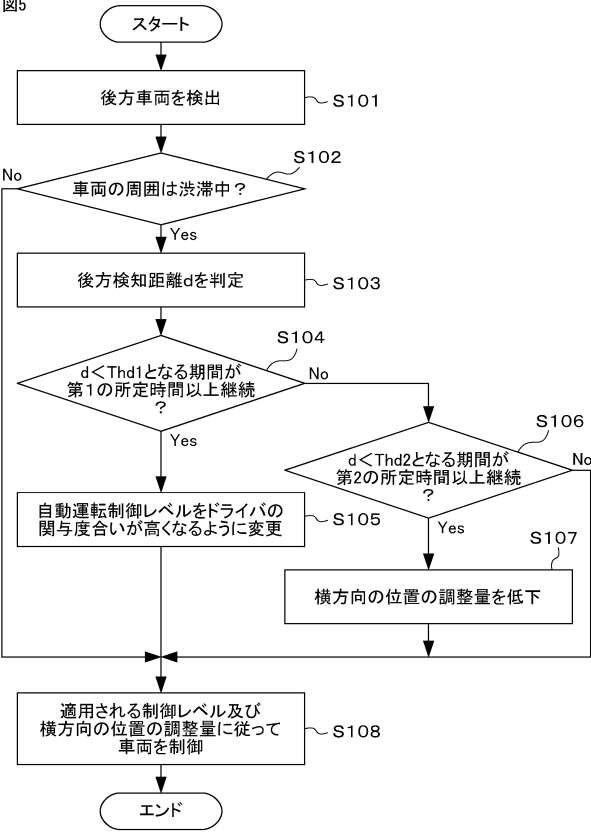 図5
スタート
後方車両を検出
S101
S102
車両の周囲は渋滞中？
No
Yes
後方検知距離dを判定
S103
S104
d＜Thd1となる期間が
第１の所定時間以上継続
？
No
Yes
S106
d＜Thd2となる期間が
第2の所定時間以上継続
？
No
Yes
自動運転制御レベルをドライバの
関与度合いが高くなるように変更
S105
S107
横方向の位置の調整量を低下
適用される制御レベル及び
横方向の位置の調整量に従って
車両を制御
S108
エンド